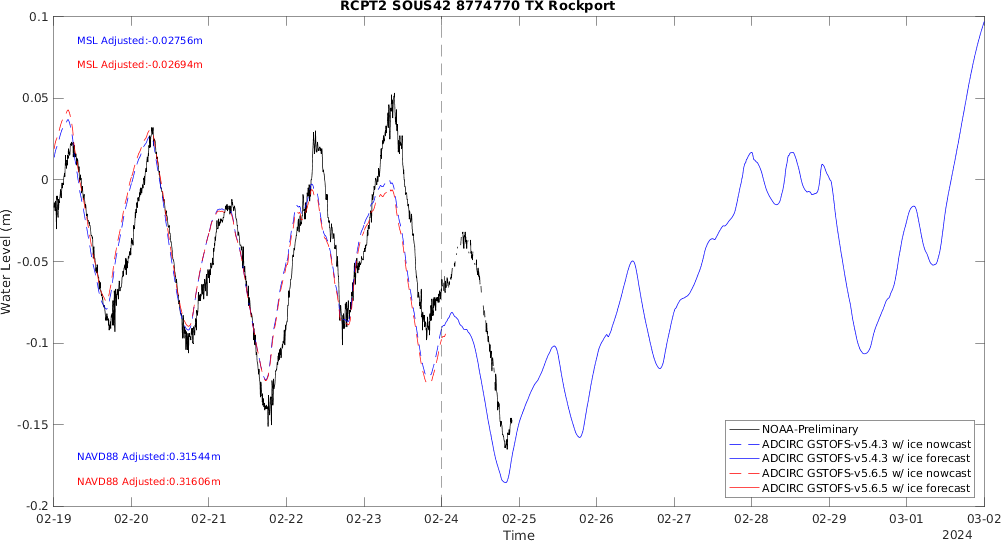 RCPT2 SOUS42 8774770 TX Rockport
0.1
0.05
0
-0.05
-0.1
-0.15
-0.2
Water Level (m)
MSL Adjusted:-0.02756m
MSL Adjusted:-0.02694m
NAVD88 Adjusted:0.31544m
NAVD88 Adjusted:0.31606m
NOAA-Preliminary
ADCIRC GSTOFS-v5.4.3 w/ ice nowcast
ADCIRC GSTOFS-v5.4.3 w/ ice forecast
ADCIRC GSTOFS-v5.6.5 w/ ice nowcast
ADCIRC GSTOFS-v5.6.5 w/ ice forecast
02-19 02-20 02-21 02-22 02-23 02-24 02-25 02-26 02-27 02-28 02-29 03-01 03-02
Time
2024